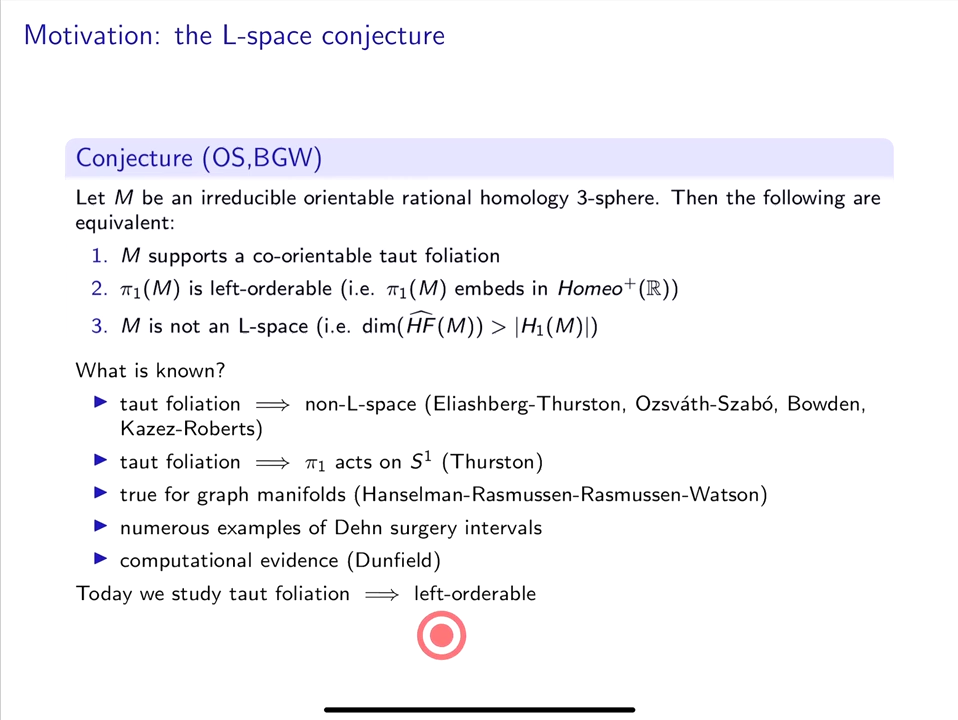 Motivation: the L-space conjecture
Conjecture (OS,BGW)
Let M be an irreducible orientable rational homology 3-sphere. Then the following are
equivalent:
1. M supports a co-orientable taut foliation
2. π₁(M) is left-orderable (i.e. π₁(M) embeds in Homeo⁺(ℝ))
3. M is not an L-space (i.e. dim(\widehat{HF}(M)) > |H₁(M)|)
What is known?
▶ taut foliation ⟹ non-L-space (Eliashberg-Thurston, Ozsváth-Szabó, Bowden,
Kazez-Roberts)
▶ taut foliation ⟹ π₁ acts on S¹ (Thurston)
▶ true for graph manifolds (Hanselman-Rasmussen-Rasmussen-Watson)
▶ numerous examples of Dehn surgery intervals
▶ computational evidence (Dunfield)
Today we study taut foliation ⟹ left-orderable